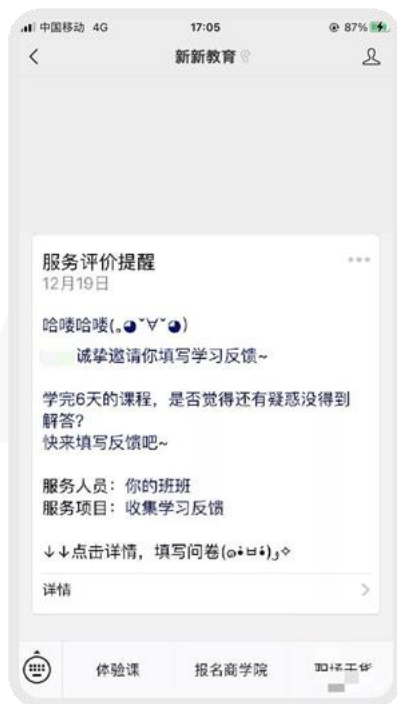 中国移动 4G 17:05 87%
新新教育
服务评价提醒
12月19日
哈喽哈喽(｡◕ˇ∀ˇ◕)
诚挚邀请你填写学习反馈~
学完6天的课程，是否觉得还有疑惑没得到
解答？
快来填写反馈吧~
服务人员：你的班班
服务项目：收集学习反馈
↓↓点击详情，填写问卷(๑•̀ㅂ•́)و✧
详情
体验课 报名商学院